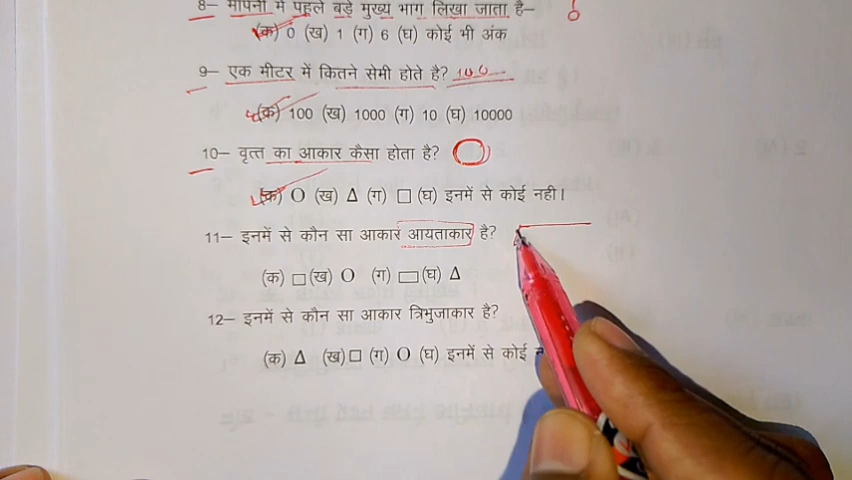 8– मापनी में पहले बड़े मुख्य भाग लिखा जाता है– 0
(क) 0 (ख) 1 (ग) 6 (घ) कोई भी अंक
9– एक मीटर में कितने सेमी होते है? 100
(क) 100 (ख) 1000 (ग) 10 (घ) 10000
10– वृत्त का आकार कैसा होता है?
(क) O (ख) Δ (ग) □ (घ) इनमें से कोई नही।
11– इनमें से कौन सा आकार आयताकार है?
(क) □ (ख) O (ग) ▭ (घ) Δ
12– इनमें से कौन सा आकार त्रिभुजाकार है?
(क) Δ (ख) □ (ग) O (घ) इनमें से कोई